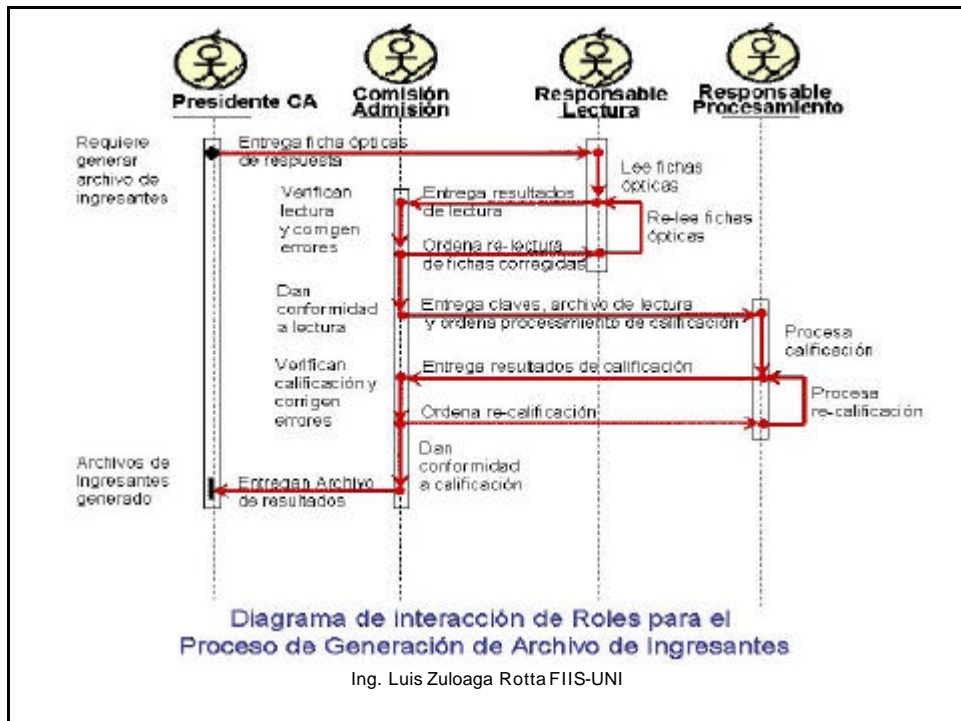 Presidente CA
Comisión
Admisión
Responsable
Lectura
Responsable
Procesamiento
Requiere
generar
archivo de
ingresantes
Entrega ficha ópticas
de respuesta
Lee fichas
ópticas
Verifican
lectura
y corrigen
errores
Entrega resultados
de lectura
Re-lee fichas
ópticas
Ordena re-lectura
de fichas corregidas
Dan
conformidad
a lectura
Entrega claves, archivo de lectura
y ordena procesamiento de calificación
Procesa
calificación
Verifican
calificación y
corrigen
errores
Entrega resultados de calificación
Procesa
re-calificación
Ordena re-calificación
Dan
conformidad
a calificación
Archivos de
Ingresantes
generado
Entregan Archivo
de resultados
Diagrama de Interacción de Roles para el
Proceso de Generación de Archivo de Ingresantes
Ing. Luis Zuloaga Rotta FIIS-UNI